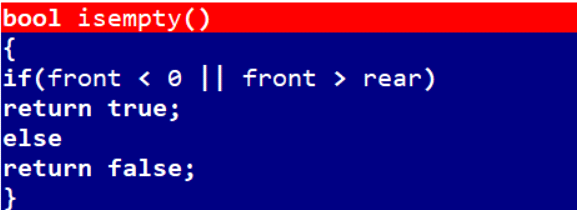 bool isempty()
{
if(front < 0 || front > rear)
return true;
else
return false;
}